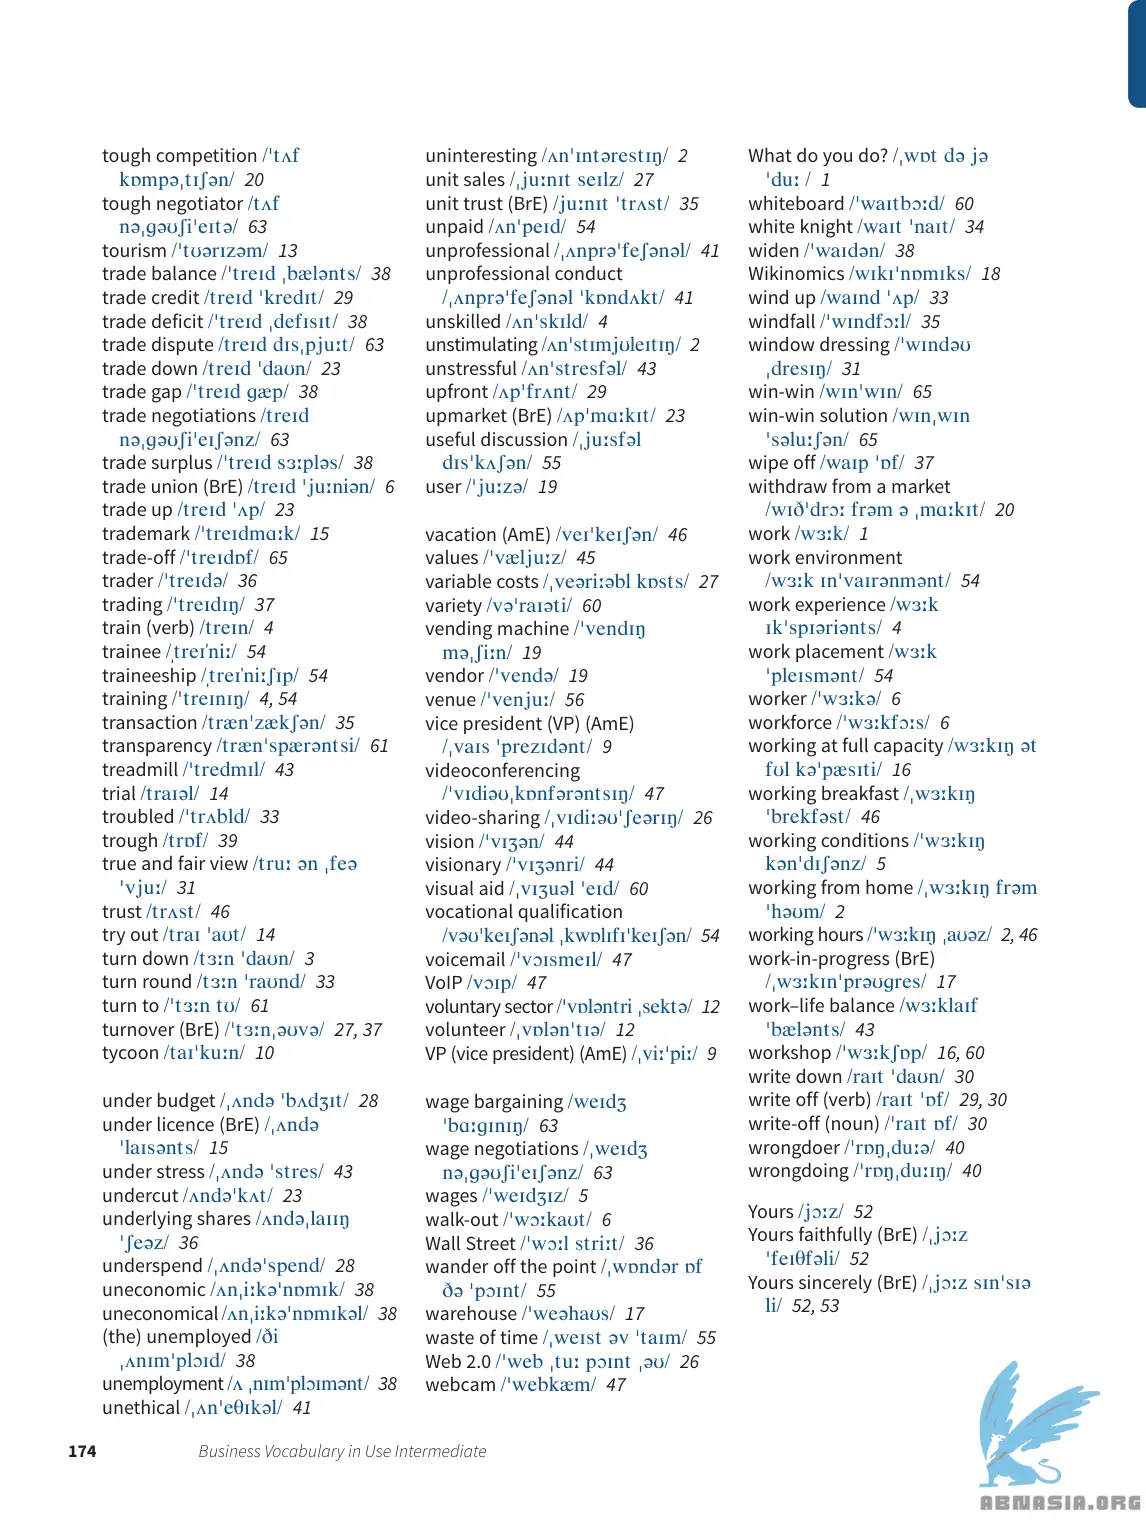 tough competition /ˈtʌf
kɒmpəˌtɪʃən/ 20
tough negotiator /tʌf
nəˌɡəʊʃiˈeɪtə/ 63
tourism /ˈtʊərɪzəm/ 13
trade balance /ˈtreɪd ˌbælənts/ 38
trade credit /treɪd ˈkredɪt/ 29
trade deficit /ˈtreɪd ˌdefɪsɪt/ 38
trade dispute /treɪd dɪsˌpjuːt/ 63
trade down /treɪd ˈdaʊn/ 23
trade gap /ˈtreɪd ɡæp/ 38
trade negotiations /treɪd
nəˌɡəʊʃiˈeɪʃənz/ 63
trade surplus /ˈtreɪd sɜːpləs/ 38
trade union (BrE) /treɪd ˈjuːniən/ 6
trade up /treɪd ˈʌp/ 23
trademark /ˈtreɪdmɑːk/ 15
trade-off /ˈtreɪdɒf/ 65
trader /ˈtreɪdə/ 36
trading /ˈtreɪdɪŋ/ 37
train (verb) /treɪn/ 4
trainee /ˌtreɪˈniː/ 54
traineeship /ˌtreɪˈniːʃɪp/ 54
training /ˈtreɪnɪŋ/ 4, 54
transaction /trænˈzækʃən/ 35
transparency /trænˈspærəntsi/ 61
treadmill /ˈtredmɪl/ 43
trial /traɪəl/ 14
troubled /ˈtrʌbld/ 33
trough /trɒf/ 39
true and fair view /truː ən ˌfeə
ˈvjuː/ 31
trust /trʌst/ 46
try out /traɪ ˈaʊt/ 14
turn down /tɜːn ˈdaʊn/ 3
turn round /tɜːn ˈraʊnd/ 33
turn to /ˈtɜːn tʊ/ 61
turnover (BrE) /ˈtɜːnˌəʊvə/ 27, 37
tycoon /taɪˈkuːn/ 10
under budget /ˌʌndə ˈbʌdʒɪt/ 28
under licence (BrE) /ˌʌndə
ˈlaɪsənts/ 15
under stress /ˌʌndə ˈstres/ 43
undercut /ʌndəˈkʌt/ 23
underlying shares /ʌndəˌlaɪɪŋ
ˈʃeəz/ 36
underspend /ˌʌndəˈspend/ 28
uneconomic /ʌnˌiːkəˈnɒmɪk/ 38
uneconomical /ʌnˌiːkəˈnɒmɪkəl/ 38
(the) unemployed /ði
ˌʌnɪmˈplɔɪd/ 38
unemployment /ʌ ˌnɪmˈplɔɪmənt/ 38
unethical /ˌʌnˈeθɪkəl/ 41
uninteresting /ʌnˈɪntərestɪŋ/ 2
unit sales /ˌjuːnɪt seɪlz/ 27
unit trust (BrE) /juːnɪt ˈtrʌst/ 35
unpaid /ʌnˈpeɪd/ 54
unprofessional /ˌʌnprəˈfeʃənəl/ 41
unprofessional conduct
/ˌʌnprəˈfeʃənəl ˈkɒndʌkt/ 41
unskilled /ʌnˈskɪld/ 4
unstimulating /ʌnˈstɪmjʊleɪtɪŋ/ 2
unstressful /ʌnˈstresfəl/ 43
upfront /ʌpˈfrʌnt/ 29
upmarket (BrE) /ʌpˈmɑːkɪt/ 23
useful discussion /ˌjuːsfəl
dɪsˈkʌʃən/ 55
user /ˈjuːzə/ 19
vacation (AmE) /veɪˈkeɪʃən/ 46
values /ˈvæljuːz/ 45
variable costs /ˌveəriːəbl kɒsts/ 27
variety /vəˈraɪəti/ 60
vending machine /ˈvendɪŋ
məˌʃiːn/ 19
vendor /ˈvendə/ 19
venue /ˈvenjuː/ 56
vice president (VP) (AmE)
/ˌvaɪs ˈprezɪdənt/ 9
videoconferencing
/ˈvɪdiəʊˌkɒnfərəntsɪŋ/ 47
video-sharing /ˌvɪdiːəʊˈʃeərɪŋ/ 26
vision /ˈvɪʒən/ 44
visionary /ˈvɪʒənri/ 44
visual aid /ˌvɪʒuəl ˈeɪd/ 60
vocational qualification
/vəʊˈkeɪʃənəl ˌkwɒlɪfɪˈkeɪʃən/ 54
voicemail /ˈvɔɪsmeɪl/ 47
VoIP /vɔɪp/ 47
voluntary sector /ˈvɒləntri ˌsektə/ 12
volunteer /ˌvɒlənˈtɪə/ 12
VP (vice president) (AmE) /ˌviːˈpiː/ 9
wage bargaining /weɪdʒ
ˈbɑːɡɪnɪŋ/ 63
wage negotiations /ˌweɪdʒ
nəˌɡəʊʃiˈeɪʃənz/ 63
wages /ˈweɪdʒɪz/ 5
walk-out /ˈwɔːkaʊt/ 6
Wall Street /ˈwɔːl striːt/ 36
wander off the point /ˌwɒndər ɒf
ðə ˈpɔɪnt/ 55
warehouse /ˈweəhaʊs/ 17
waste of time /ˌweɪst əv ˈtaɪm/ 55
Web 2.0 /ˈweb ˌtuː pɔɪnt ˌəʊ/ 26
webcam /ˈwebkæm/ 47
What do you do? /ˌwɒt də jə
ˈduː / 1
whiteboard /ˈwaɪtbɔːd/ 60
white knight /waɪt ˈnaɪt/ 34
widen /ˈwaɪdən/ 38
Wikinomics /wɪkɪˈnɒmɪks/ 18
wind up /waɪnd ˈʌp/ 33
windfall /ˈwɪndfɔːl/ 35
window dressing /ˈwɪndəʊ
ˌdresɪŋ/ 31
win-win /wɪnˈwɪn/ 65
win-win solution /wɪnˌwɪn
ˈsəluːʃən/ 65
wipe off /waɪp ˈɒf/ 37
withdraw from a market
/wɪðˈdrɔː frəm ə ˌmɑːkɪt/ 20
work /wɜːk/ 1
work environment
/wɜːk ɪnˈvaɪrənmənt/ 54
work experience /wɜːk
ɪkˈspɪəriənts/ 4
work placement /wɜːk
ˈpleɪsmənt/ 54
worker /ˈwɜːkə/ 6
workforce /ˈwɜːkfɔːs/ 6
working at full capacity /wɜːkɪŋ ət
fʊl kəˈpæsɪti/ 16
working breakfast /ˌwɜːkɪŋ
ˈbrekfəst/ 46
working conditions /ˈwɜːkɪŋ
kənˈdɪʃənz/ 5
working from home /ˌwɜːkɪŋ frəm
ˈhəʊm/ 2
working hours /ˈwɜːkɪŋ ˌaʊəz/ 2, 46
work-in-progress (BrE)
/ˌwɜːkɪnˈprəʊɡres/ 17
work–life balance /wɜːklaɪf
ˈbælənts/ 43
workshop /ˈwɜːkʃɒp/ 16, 60
write down /raɪt ˈdaʊn/ 30
write off (verb) /raɪt ˈɒf/ 29, 30
write-off (noun) /ˈraɪt ɒf/ 30
wrongdoer /ˈrɒŋˌduːə/ 40
wrongdoing /ˈrɒŋˌduːɪŋ/ 40
Yours /jɔːz/ 52
Yours faithfully (BrE) /ˌjɔːz
ˈfeɪθfəli/ 52
Yours sincerely (BrE) /ˌjɔːz sɪnˈsɪə
li/ 52, 53
174 Business Vocabulary in Use Intermediate
ABNASIA.ORG